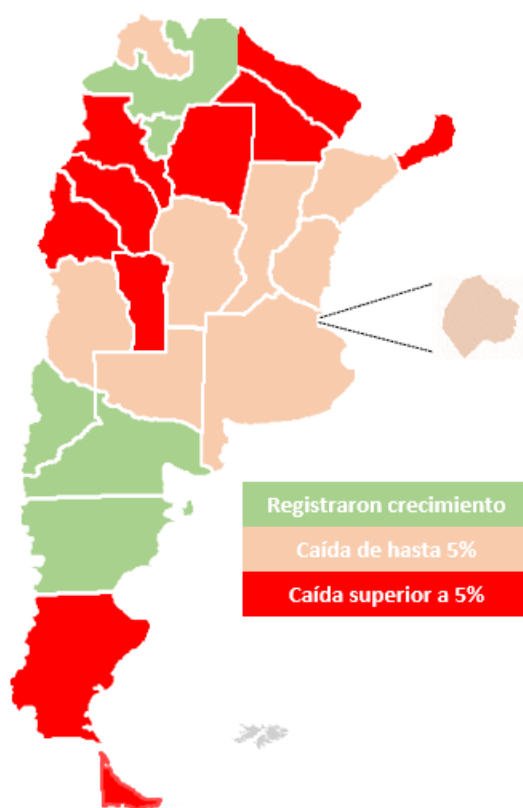 Registraron crecimiento
Caída de hasta 5%
Caída superior a 5%